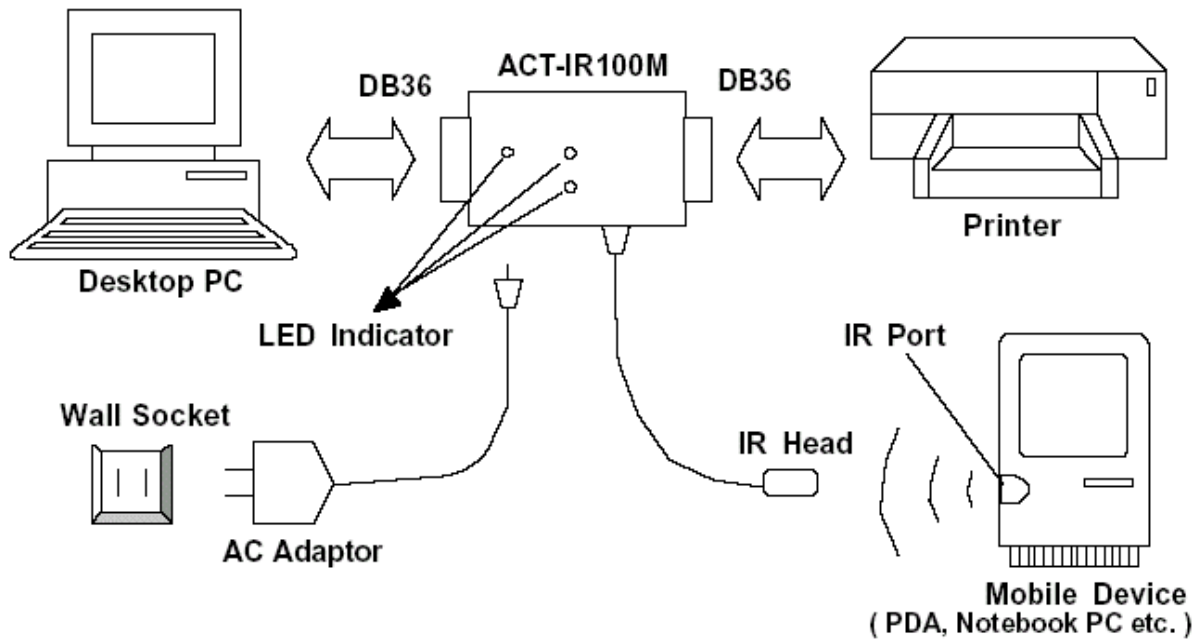 ACT-IR100M
DB36
DB36
Printer
Desktop PC
LED Indicator
IR Port
Wall Socket
IR Head
AC Adaptor
Mobile Device
( PDA, Notebook PC etc. )